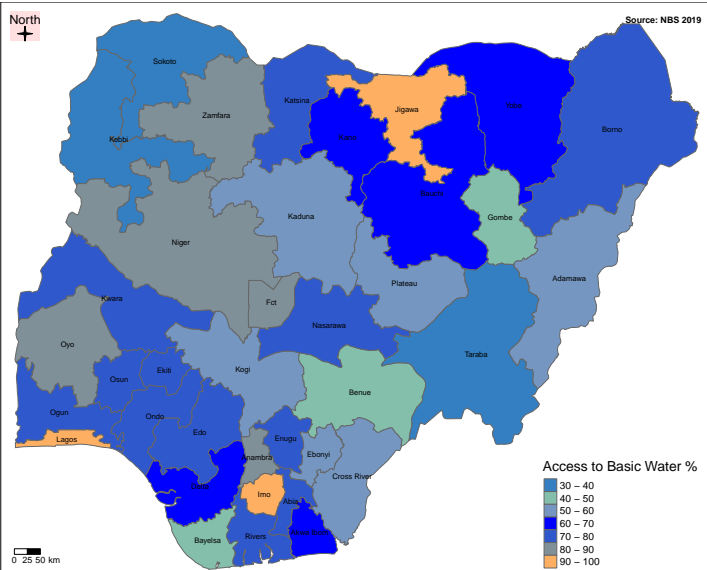 North
Source: NBS 2019
Sokoto
Zamfara
Katsina
Jigawa
Kano
Yobe
Borno
Kebbi
Bauchi
Gombe
Kaduna
Niger
Adamawa
Plateau
Kwara
Fct
Nasarawa
Oyo
Taraba
Kogi
Osun
Ekiti
Benue
Ogun
Ondo
Edo
Enugu
Lagos
Anambra
Ebonyi
Cross River
Delta
Imo
Abia
Bayelsa
Rivers
Akwa Ibom
Access to Basic Water %
30 – 40
40 – 50
50 – 60
60 – 70
70 – 80
80 – 90
90 – 100
0 25 50 km